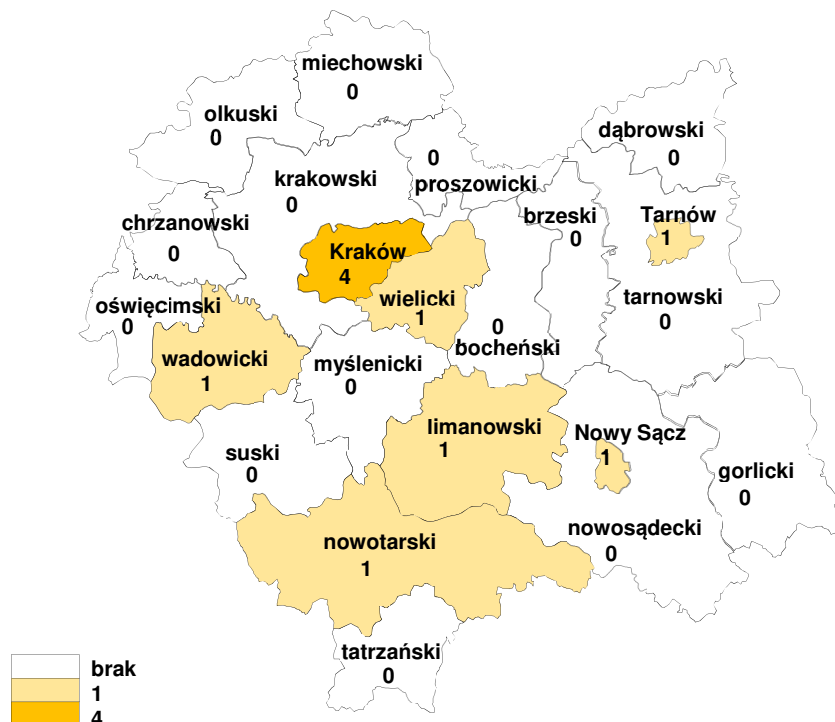 miechowski
0
olkuski
0
dąbrowski
0
0
proszowicki
krakowski
0
brzeski
0
Tarnów
1
chrzanowski
0
Kraków
4
wielicki
1
tarnowski
0
oświęcimski
0
0
bocheński
wadowicki
1
myślenicki
0
limanowski
1
Nowy Sącz
1
suski
0
gorlicki
0
nowosądecki
0
nowotarski
1
tatrzański
0
brak
1
4